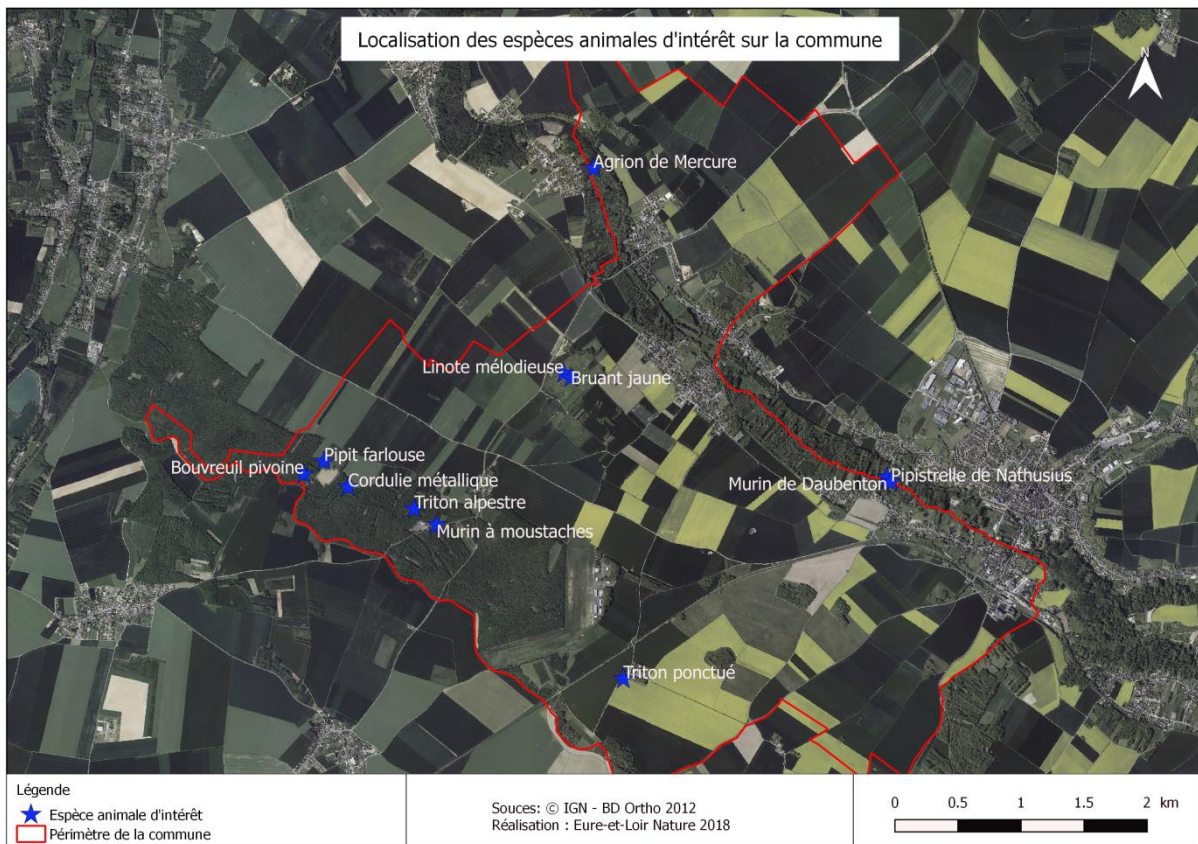 Localisation des espèces animales d'intérêt sur la commune
N
Agrion de Mercure
Linote mélodieuse
Bruant jaune
Pipit farlouse
Bouvreuil pivoine
Cordulie métallique
Triton alpestre
Murin à moustaches
Pipistrelle de Nathusius
Murin de Daubenton
Triton ponctué
Légende
Espèce animale d'intérêt
Périmètre de la commune
Souces: © IGN - BD Ortho 2012
Réalisation : Eure-et-Loir Nature 2018
0 0.5 1 1.5 2 km